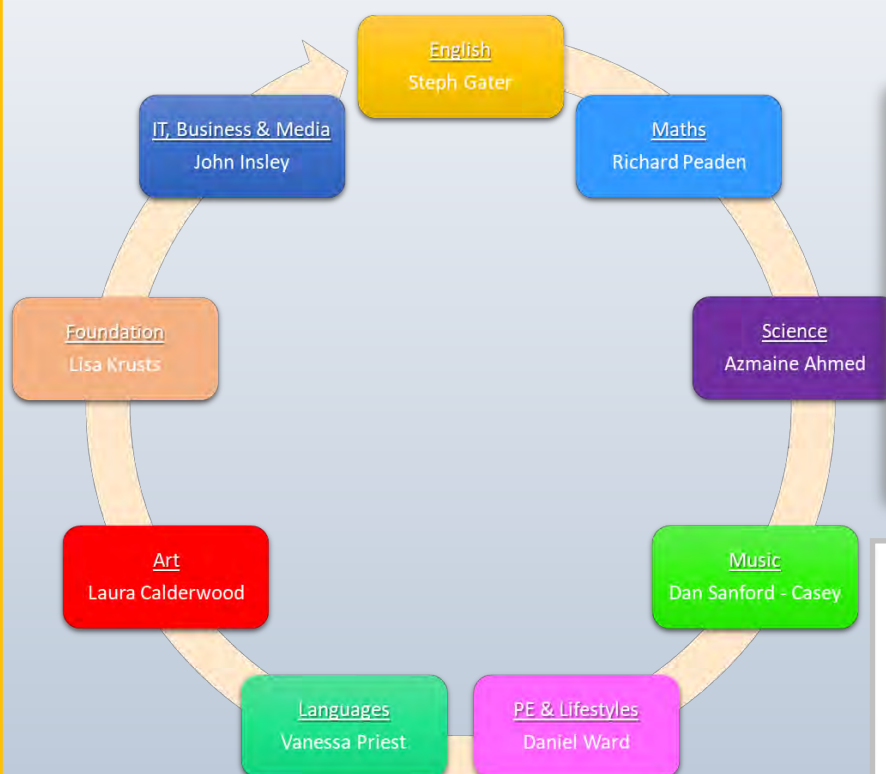 English
Steph Gater
Maths
Richard Peaden
Science
Azmaine Ahmed
Music
Dan Sanford - Casey
PE & Lifestyles
Daniel Ward
Languages
Vanessa Priest
Art
Laura Calderwood
Foundation
Lisa Krusts
IT, Business & Media
John Insley